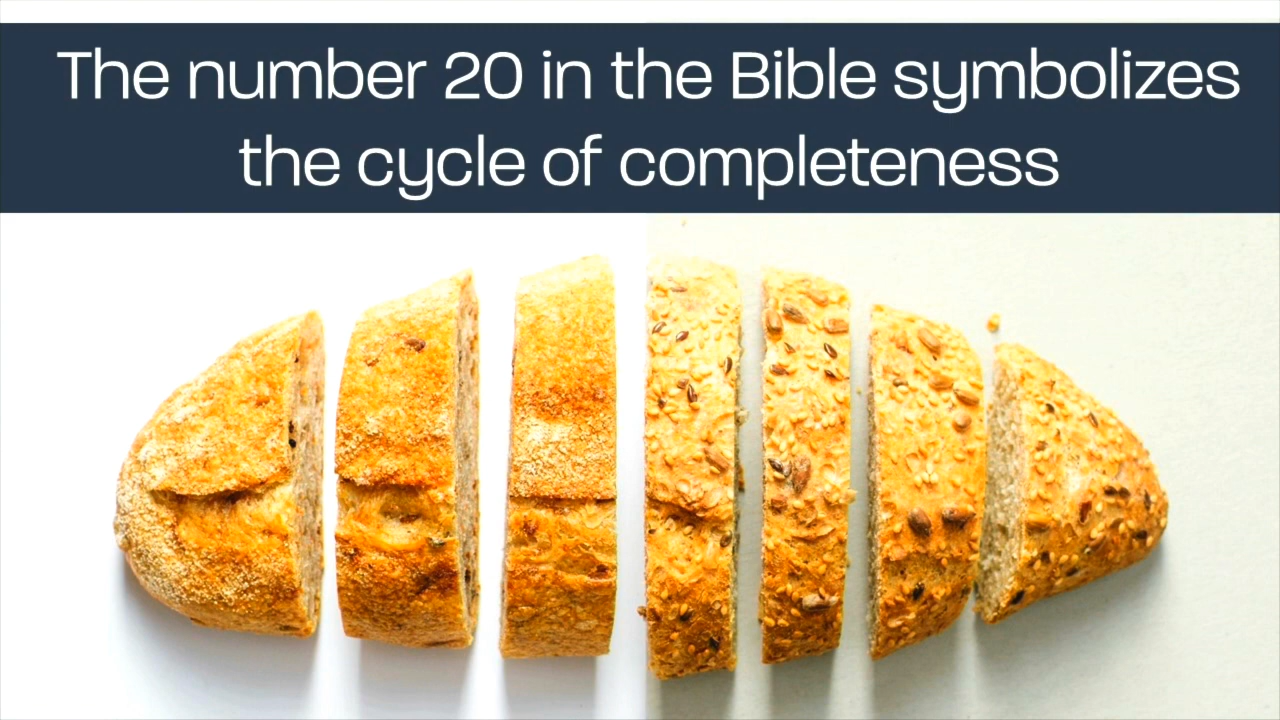 The number 20 in the Bible symbolizes
the cycle of completeness